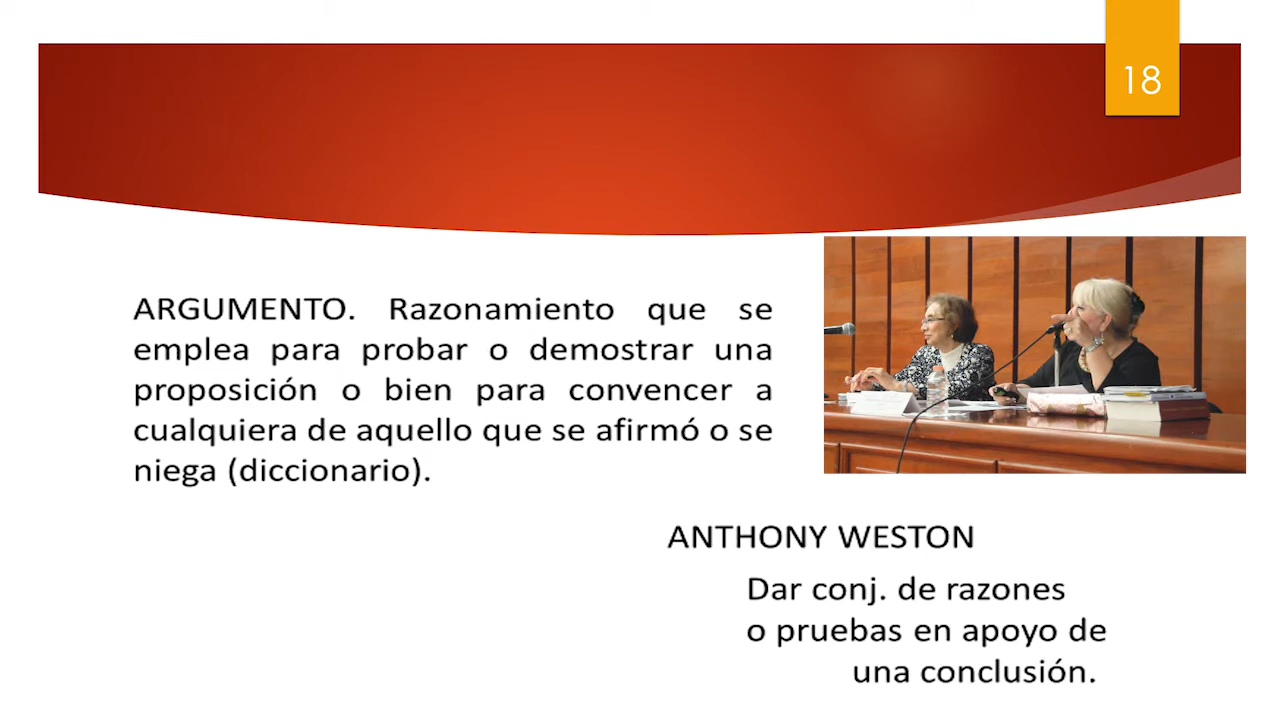 18
ARGUMENTO. Razonamiento que se
emplea para probar o demostrar una
proposición o bien para convencer a
cualquiera de aquello que se afirmó o se
niega (diccionario).
ANTHONY WESTON
Dar conj. de razones
o pruebas en apoyo de
una conclusión.